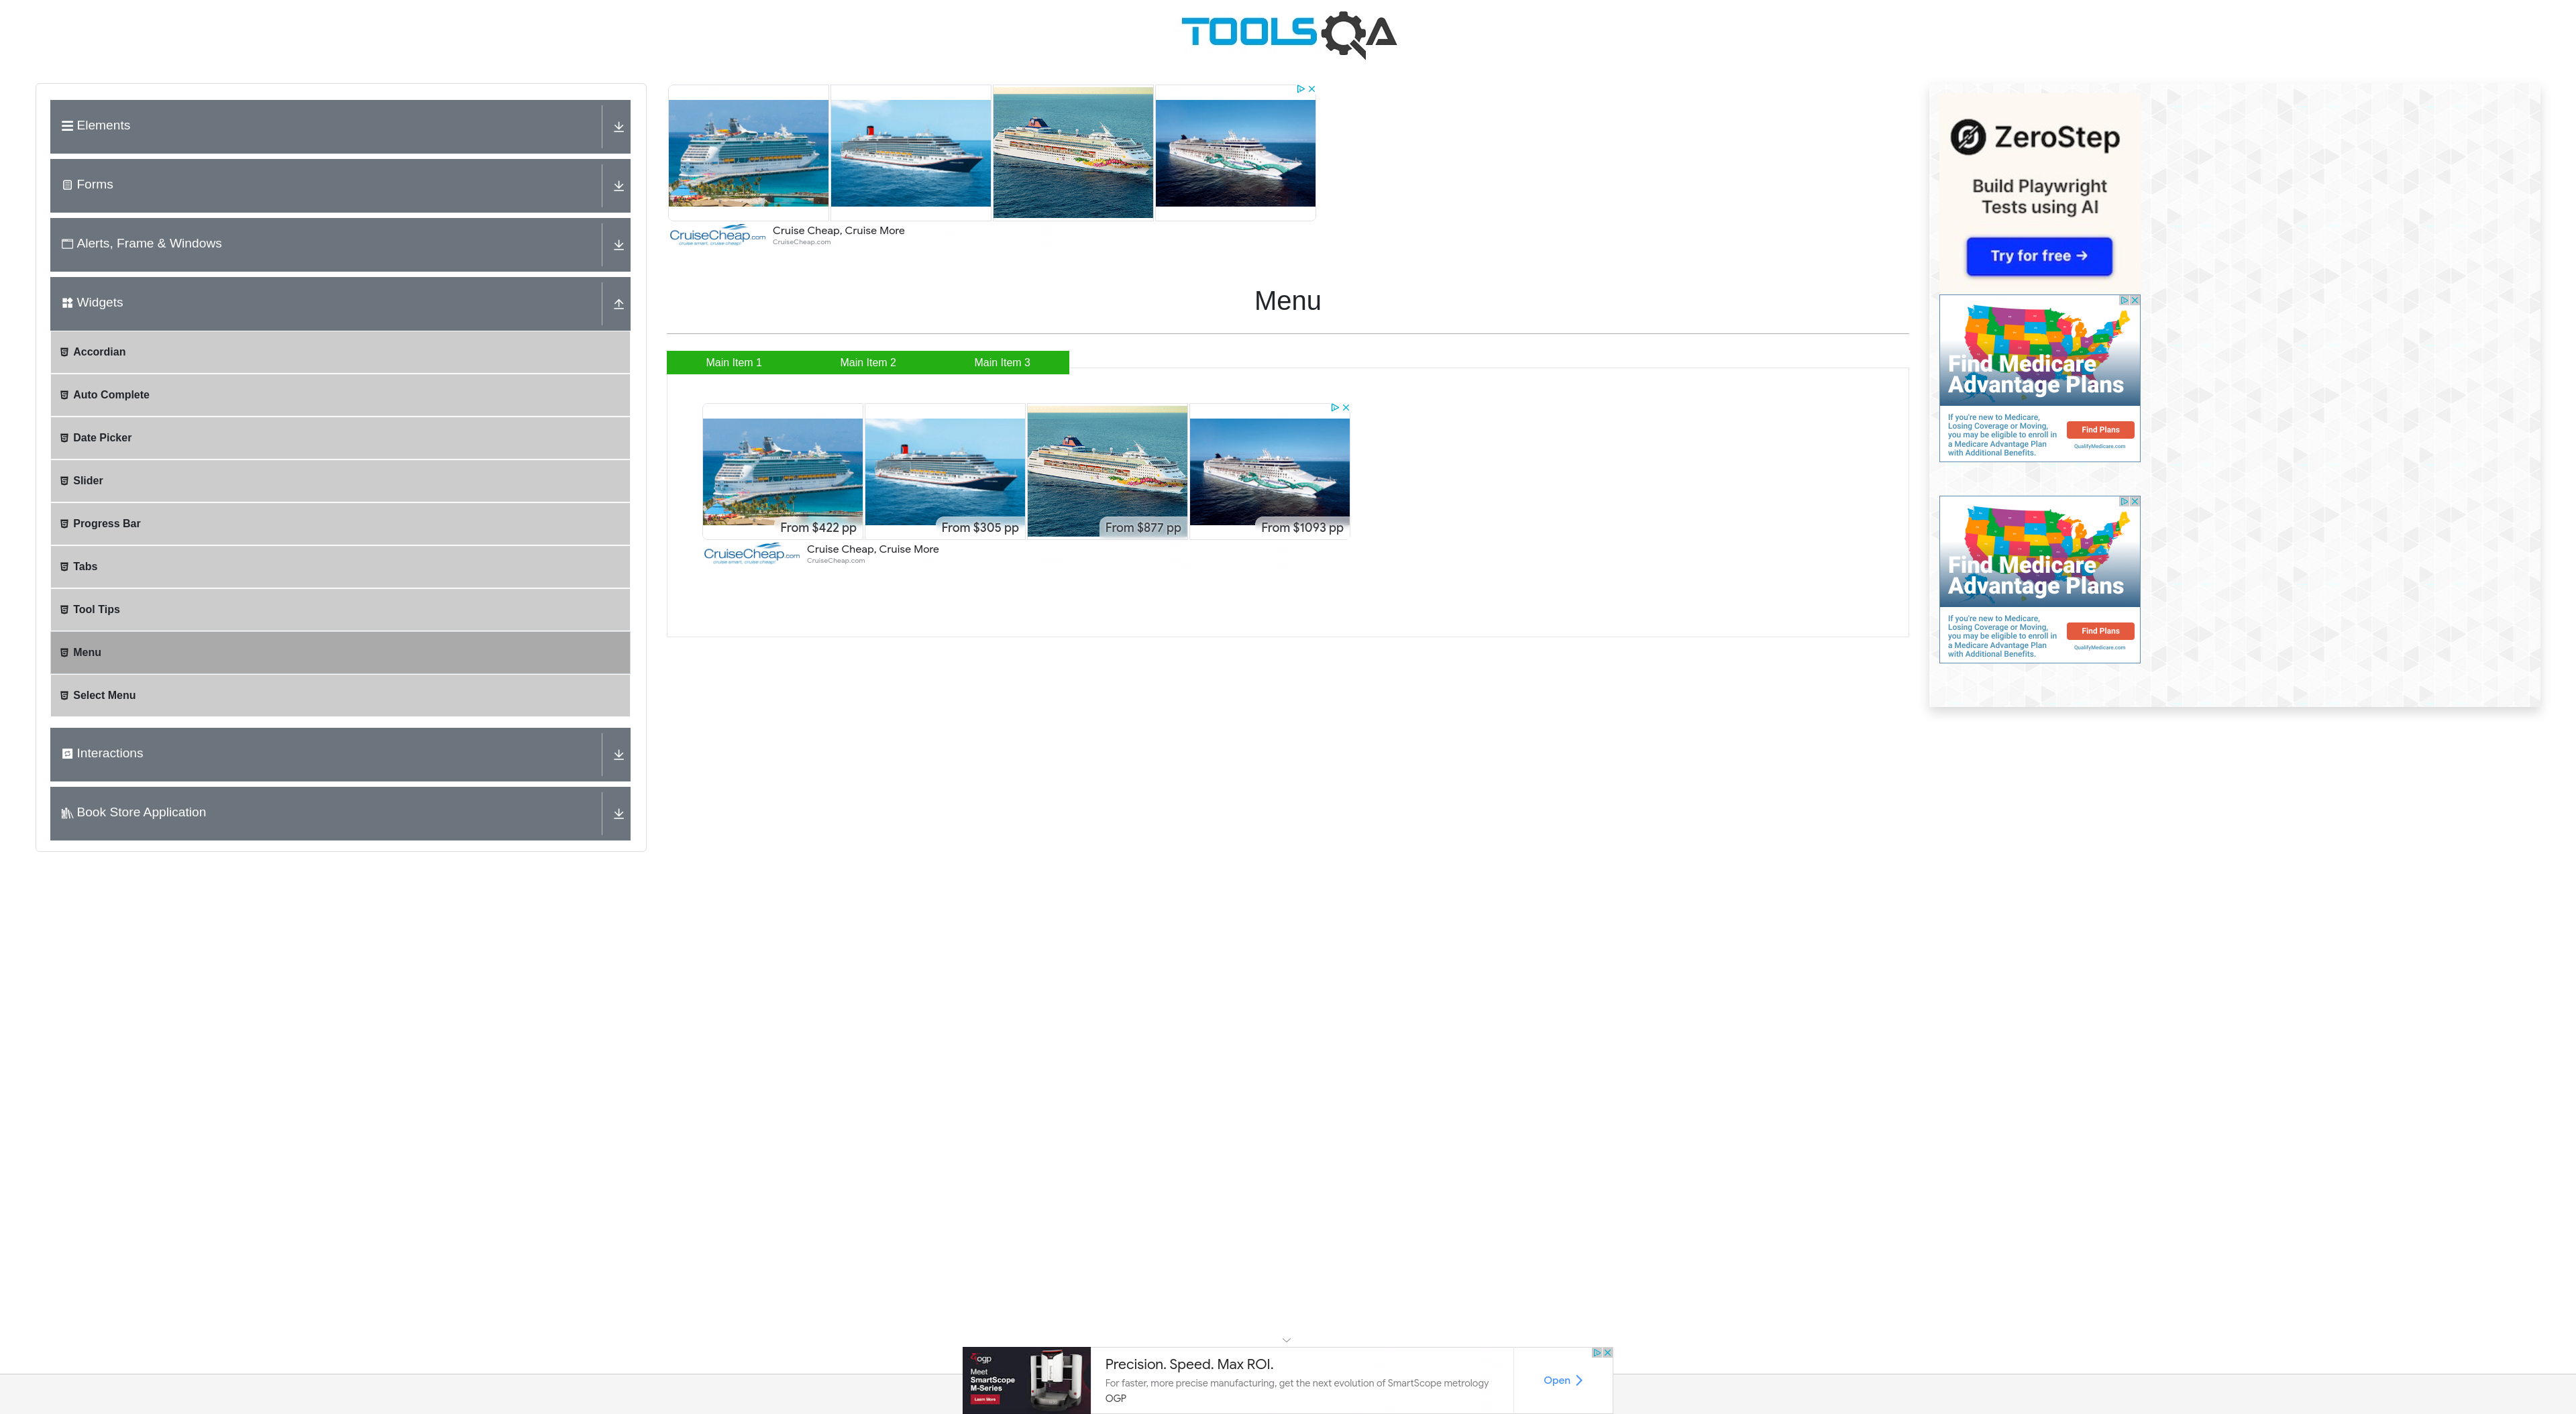 TOOLSQA
Elements
Forms
Alerts, Frame & Windows
Widgets
Accordian
Auto Complete
Date Picker
Slider
Progress Bar
Tabs
Tool Tips
Menu
Select Menu
Interactions
Book Store Application
CruiseCheap.com
cruise smart, cruise cheap!
Cruise Cheap, Cruise More
CruiseCheap.com
Menu
Main Item 1
Main Item 2
Main Item 3
From $422 pp
From $305 pp
From $877 pp
From $1093 pp
CruiseCheap.com
cruise smart, cruise cheap!
Cruise Cheap, Cruise More
CruiseCheap.com
ZeroStep
Build Playwright
Tests using AI
Try for free →
Find Medicare
Advantage Plans
If you're new to Medicare,
Losing Coverage or Moving,
you may be eligible to enroll in
a Medicare Advantage Plan
with Additional Benefits.
Find Plans
QualifyMedicare.com
Find Medicare
Advantage Plans
If you're new to Medicare,
Losing Coverage or Moving,
you may be eligible to enroll in
a Medicare Advantage Plan
with Additional Benefits.
Find Plans
QualifyMedicare.com
ogp
Meet
SmartScope
M-Series
Learn More
Precision. Speed. Max ROI.
For faster, more precise manufacturing, get the next evolution of SmartScope metrology
OGP
Open